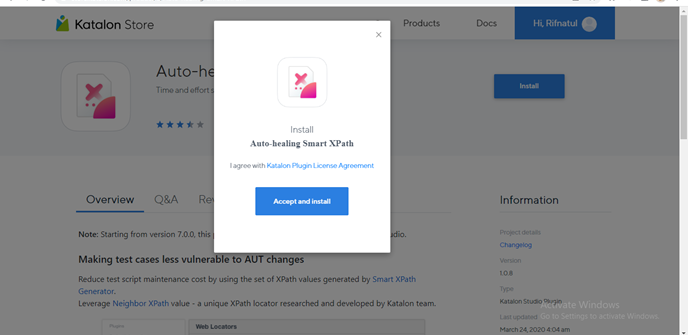 Katalon Store
Products
Docs
Hi, Rifnatul
Auto-he
Time and effort s
Install
Install
Auto-healing Smart XPath
I agree with Katalon Plugin License Agreement
Accept and install
Overview
Q&A
Rev
Information
Note: Starting from version 7.0.0, this
Making test cases less vulnerable to AUT changes
Reduce test script maintenance cost by using the set of XPath values generated by Smart XPath
Generator.
Leverage Neighbor XPath value - a unique XPath locator researched and developed by Katalon team.
Web Locators
Project details
Changelog
Version
1.0.8
Type
Katalon Studio Plugin
Last updated
March 24, 2020 4:04 am
Activate Windows
Go to Settings to activate Windows.